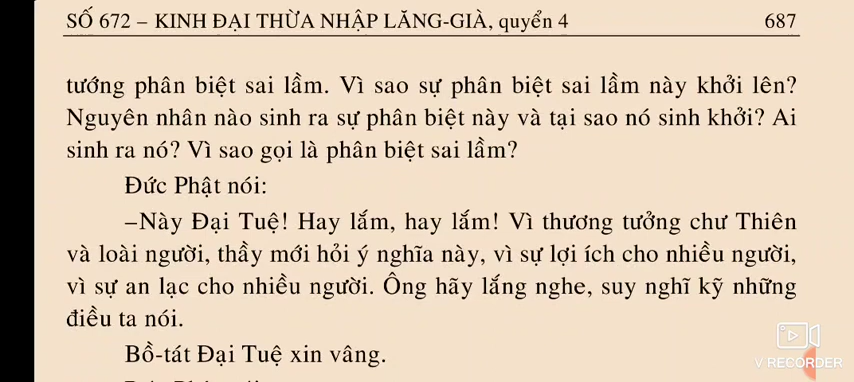 SỐ 672 – KINH ĐẠI THỪA NHẬP LĂNG-GIÀ, quyển 4 687
tướng phân biệt sai lầm. Vì sao sự phân biệt sai lầm này khởi lên?
Nguyên nhân nào sinh ra sự phân biệt này và tại sao nó sinh khởi? Ai
sinh ra nó? Vì sao gọi là phân biệt sai lầm?
Đức Phật nói:
–Này Đại Tuệ! Hay lắm, hay lắm! Vì thương tưởng chư Thiên
và loài người, thầy mới hỏi ý nghĩa này, vì sự lợi ích cho nhiều người,
vì sự an lạc cho nhiều người. Ông hãy lắng nghe, suy nghĩ kỹ những
điều ta nói.
Bồ-tát Đại Tuệ xin vâng.
V RECORDER